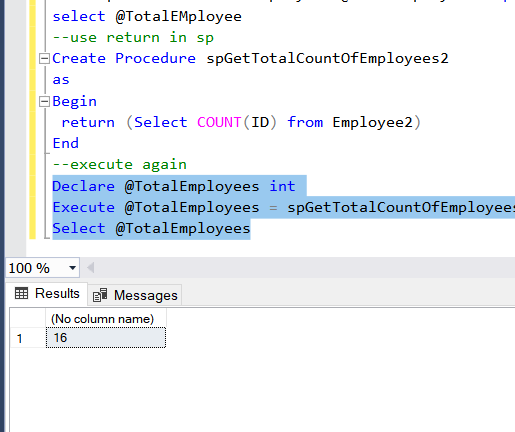 select @TotalEMployee
--use return in sp
Create Procedure spGetTotalCountOfEmployees2
as
Begin
return (Select COUNT(ID) from Employee2)
End
--execute again
Declare @TotalEmployees int
Execute @TotalEmployees = spGetTotalCountOfEmployees
Select @TotalEmployees
100 %
Results Messages
(No column name)
1 16